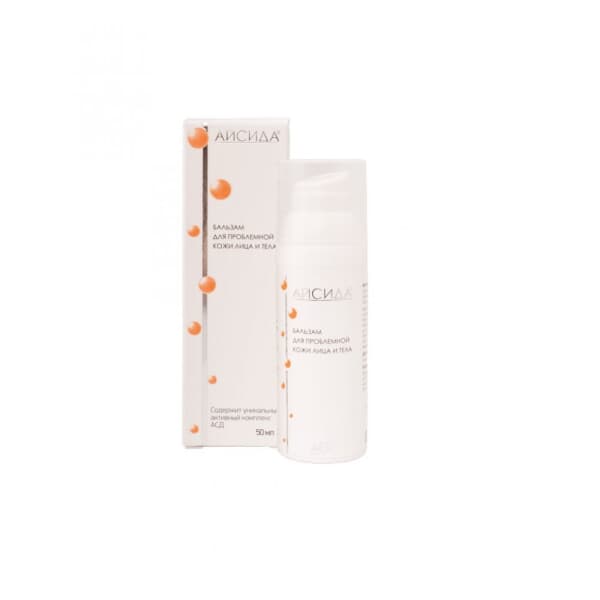 АЙСИДА®
БАЛЬЗАМ
ДЛЯ ПРОБЛЕМНОЙ
КОЖИ ЛИЦА И ТЕЛА
Содержит уникальный
активный комплекс
АСД
50 мл
АЙСИДА®
БАЛЬЗАМ
ДЛЯ ПРОБЛЕМНОЙ
КОЖИ ЛИЦА И ТЕЛА